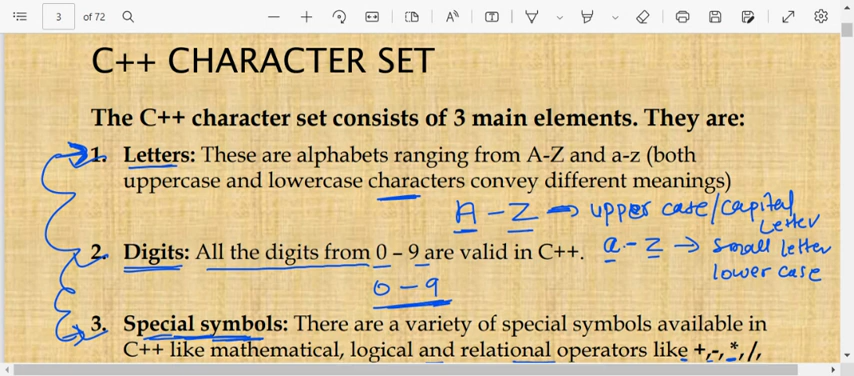 3 of 72
C++ CHARACTER SET
The C++ character set consists of 3 main elements. They are:
1. Letters: These are alphabets ranging from A-Z and a-z (both
uppercase and lowercase characters convey different meanings)
A - Z → upper case/capital
Letter
2. Digits: All the digits from 0 – 9 are valid in C++.
a - z → small letter
lower case
0 - 9
3. Special symbols: There are a variety of special symbols available in
C++ like mathematical, logical and relational operators like +,-,*,/,